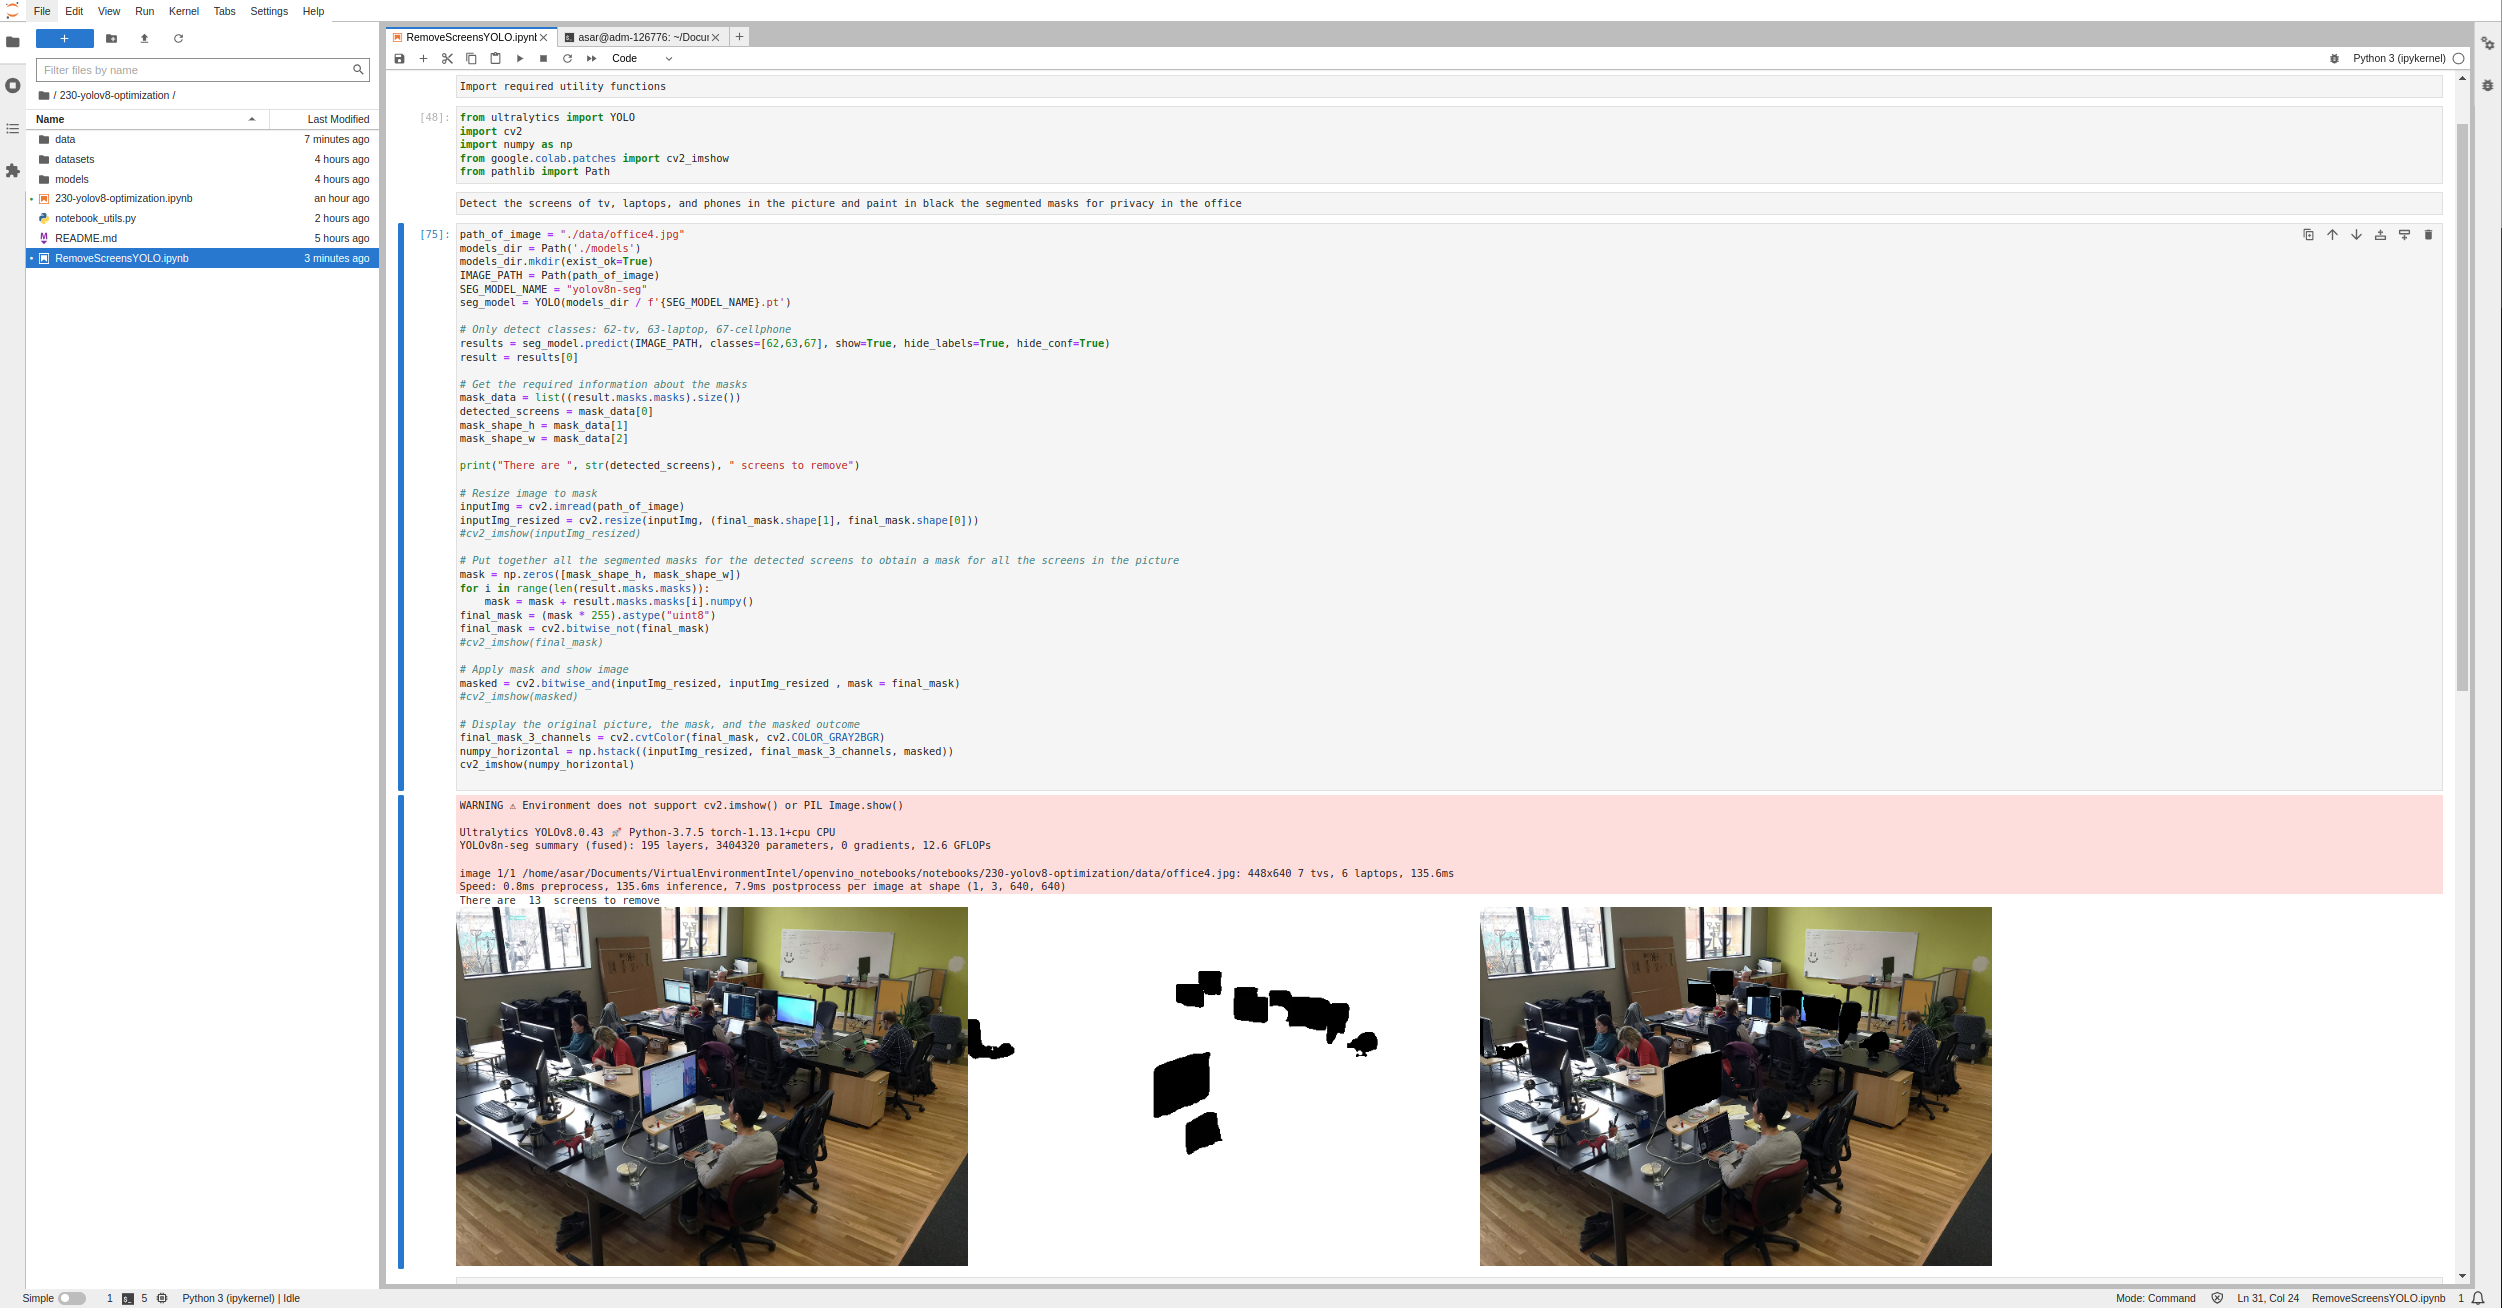 File Edit View Run Kernel Tabs Settings Help
Filter files by name
/ 230-yolov8-optimization /
Name Last Modified
data 7 minutes ago
datasets 4 hours ago
models 4 hours ago
230-yolov8-optimization.ipynb an hour ago
notebook_utils.py 2 hours ago
README.md 5 hours ago
RemoveScreensYOLO.ipynb 3 minutes ago
RemoveScreensYOLO.ipynb asar@adm-126776: ~/Docur
Code
Python 3 (ipykernel)
Import required utility functions
[48]:
from ultralytics import YOLO
import cv2
import numpy as np
from google.colab.patches import cv2_imshow
from pathlib import Path
Detect the screens of tv, laptops, and phones in the picture and paint in black the segmented masks for privacy in the office
[75]:
path_of_image = "./data/office4.jpg"
models_dir = Path('./models')
models_dir.mkdir(exist_ok=True)
IMAGE_PATH = Path(path_of_image)
SEG_MODEL_NAME = "yolov8n-seg"
seg_model = YOLO(models_dir / f'{SEG_MODEL_NAME}.pt')
# Only detect classes: 62-tv, 63-laptop, 67-cellphone
results = seg_model.predict(IMAGE_PATH, classes=[62,63,67], show=True, hide_labels=True, hide_conf=True)
result = results[0]
# Get the required information about the masks
mask_data = list((result.masks.masks).size())
detected_screens = mask_data[0]
mask_shape_h = mask_data[1]
mask_shape_w = mask_data[2]
print("There are ", str(detected_screens), " screens to remove")
# Resize image to mask
inputImg = cv2.imread(path_of_image)
inputImg_resized = cv2.resize(inputImg, (final_mask.shape[1], final_mask.shape[0]))
#cv2_imshow(inputImg_resized)
# Put together all the segmented masks for the detected screens to obtain a mask for all the screens in the picture
mask = np.zeros([mask_shape_h, mask_shape_w])
for i in range(len(result.masks.masks)):
    mask = mask + result.masks.masks[i].numpy()
final_mask = (mask * 255).astype("uint8")
final_mask = cv2.bitwise_not(final_mask)
#cv2_imshow(final_mask)
# Apply mask and show image
masked = cv2.bitwise_and(inputImg_resized, inputImg_resized , mask = final_mask)
#cv2_imshow(masked)
# Display the original picture, the mask, and the masked outcome
final_mask_3_channels = cv2.cvtColor(final_mask, cv2.COLOR_GRAY2BGR)
numpy_horizontal = np.hstack((inputImg_resized, final_mask_3_channels, masked))
cv2_imshow(numpy_horizontal)
WARNING ⚠ Environment does not support cv2.imshow() or PIL Image.show()
Ultralytics YOLOv8.0.43 🚀 Python-3.7.5 torch-1.13.1+cpu CPU
YOLOv8n-seg summary (fused): 195 layers, 3404320 parameters, 0 gradients, 12.6 GFLOPs
image 1/1 /home/asar/Documents/VirtualEnvironmentIntel/openvino_notebooks/notebooks/230-yolov8-optimization/data/office4.jpg: 448x640 7 tvs, 6 laptops, 135.6ms
Speed: 0.8ms preprocess, 135.6ms inference, 7.9ms postprocess per image at shape (1, 3, 640, 640)
There are  13  screens to remove
Simple 1 5 Python 3 (ipykernel) | Idle Mode: Command Ln 31, Col 24 RemoveScreensYOLO.ipynb 1